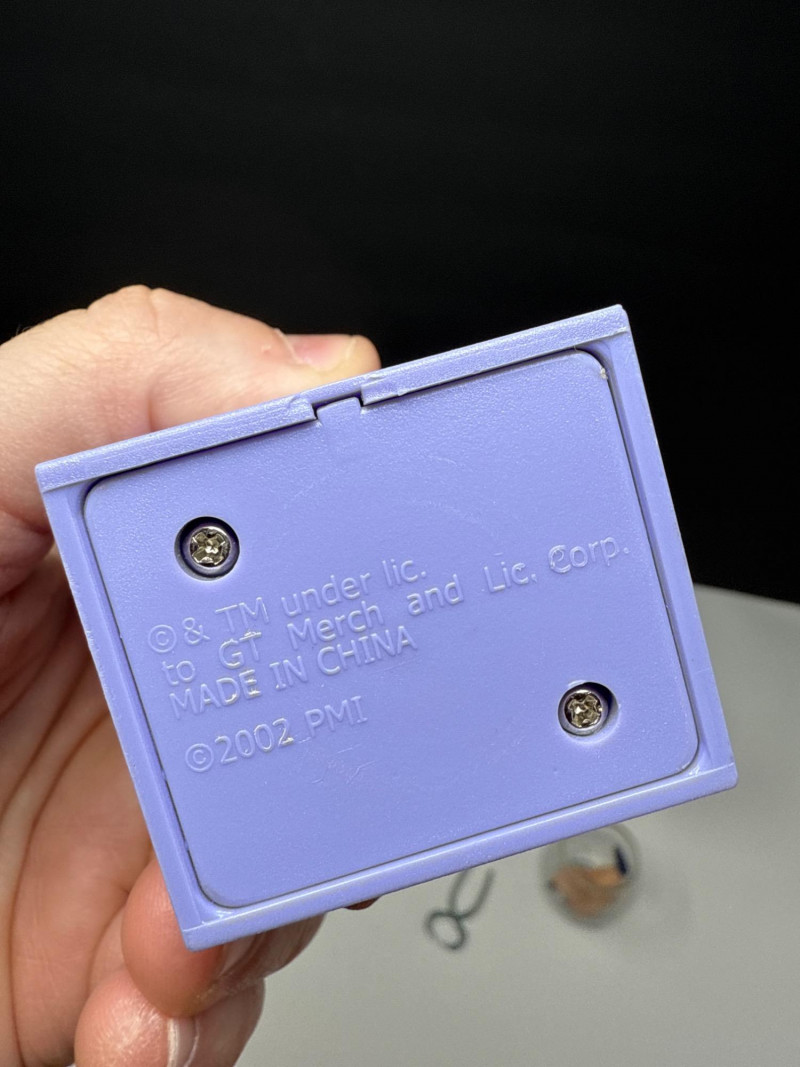 ©& TM under lic.
to GT Merch and Lic. Corp.
MADE IN CHINA
©2002 PMI